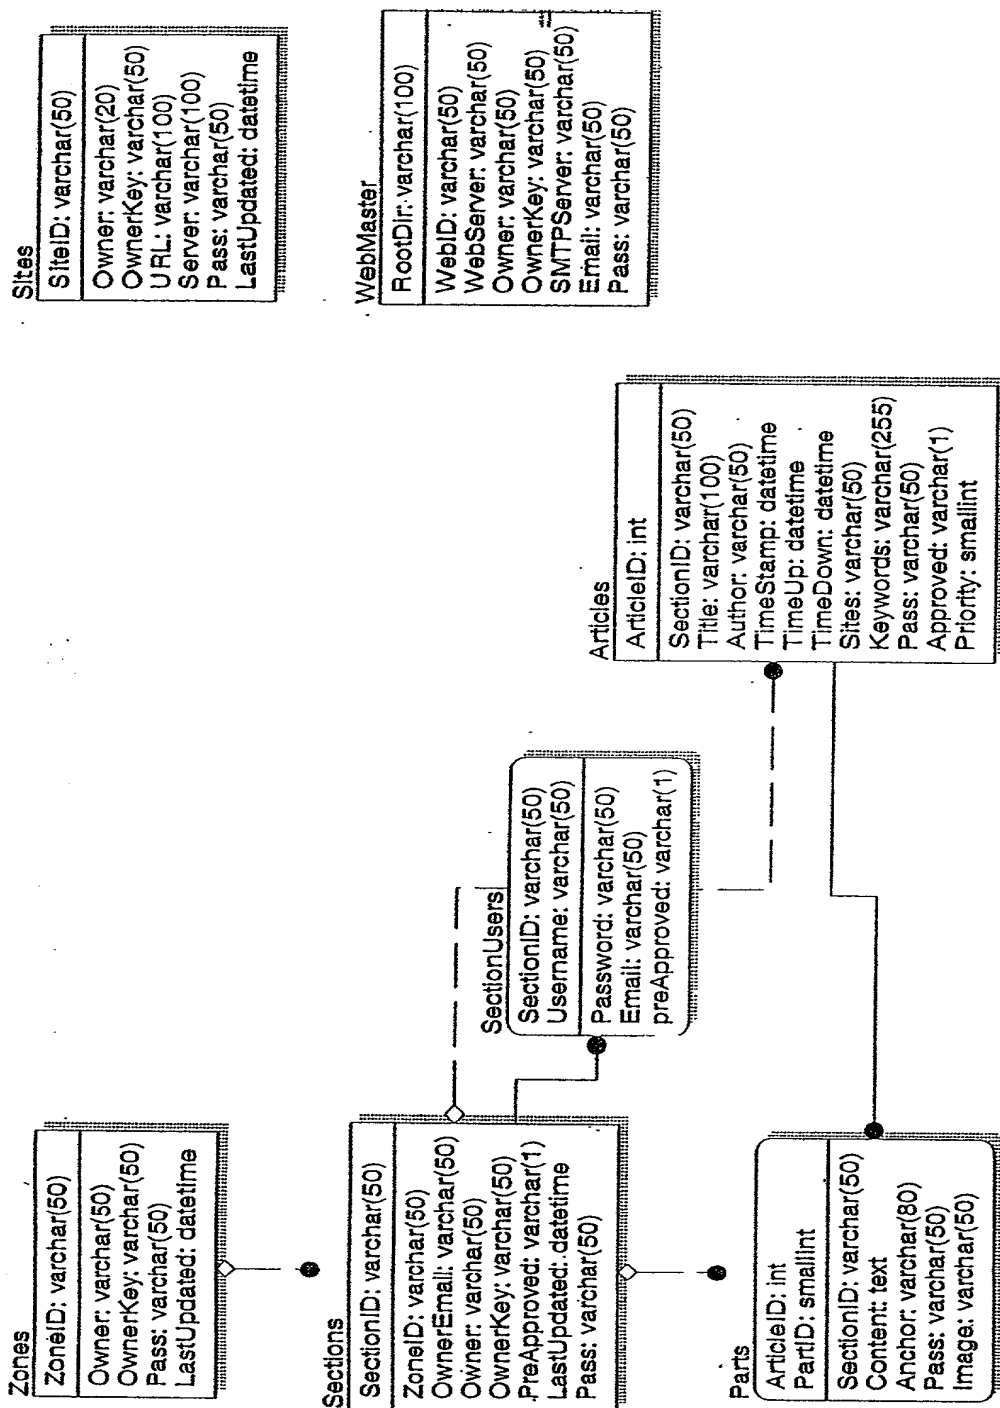 Zones
ZoneID: varchar(50)
Owner: varchar(50)
OwnerKey: varchar(50)
Pass: varchar(50)
LastUpdated: datetime
Sections
SectionID: varchar(50)
ZoneID: varchar(50)
OwnerEmail: varchar(50)
Owner: varchar(50)
OwnerKey: varchar(50)
PreApproved: varchar(1)
LastUpdated: datetime
Pass: varchar(50)
Parts
ArticleID: int
PartID: smallint
SectionID: varchar(50)
Content: text
Anchor: varchar(80)
Pass: varchar(50)
Image: varchar(50)
SectionUsers
SectionID: varchar(50)
Username: varchar(50)
Password: varchar(50)
Email: varchar(50)
preApproved: varchar(1)
Articles
ArticleID: int
SectionID: varchar(50)
Title: varchar(100)
Author: varchar(50)
TimeStamp: datetime
TimeUp: datetime
TimeDown: datetime
Sites: varchar(50)
Keywords: varchar(255)
Pass: varchar(50)
Approved: varchar(1)
Priority: smallint
Sites
SiteID: varchar(50)
Owner: varchar(20)
OwnerKey: varchar(50)
URL: varchar(100)
Server: varchar(100)
Pass: varchar(50)
LastUpdated: datetime
WebMaster
RootDir: varchar(100)
WebID: varchar(50)
WebServer: varchar(50)
Owner: varchar(50)
OwnerKey: varchar(50)
SMTPServer: varchar(50)
Email: varchar(50)
Pass: varchar(50)